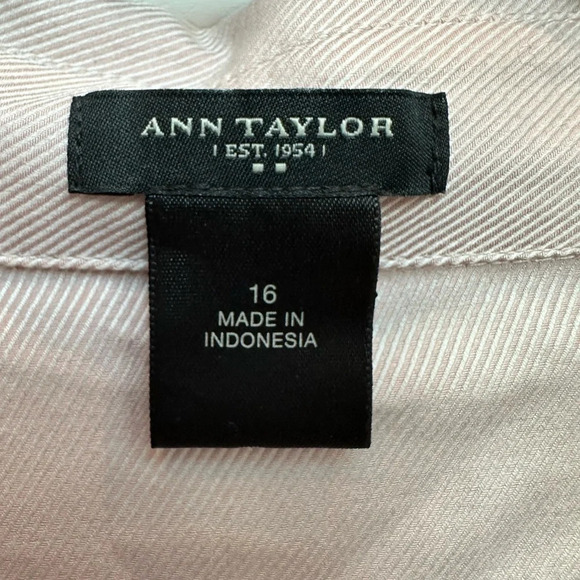 ANN TAYLOR
EST. 1954
16
MADE IN
INDONESIA